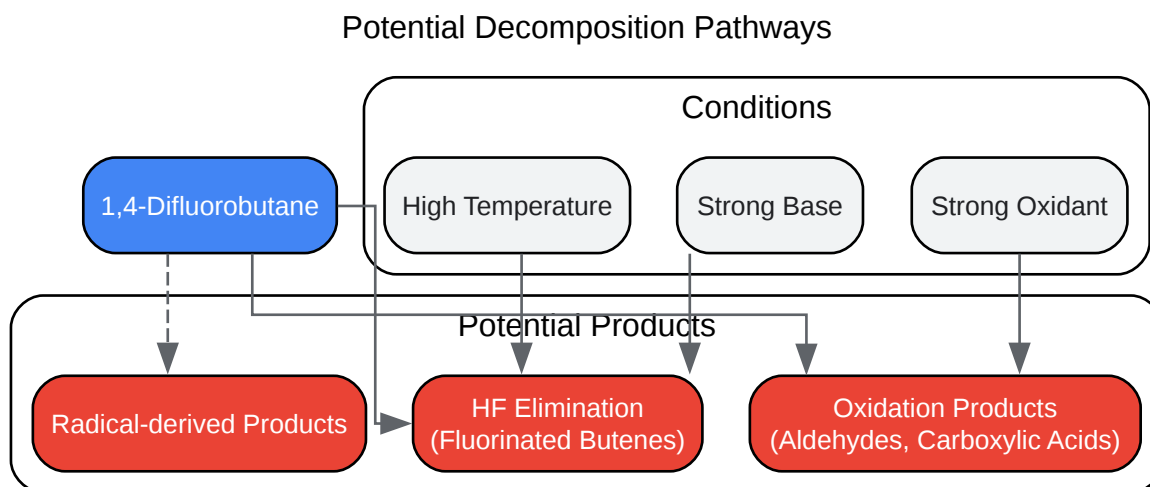 Potential Decomposition Pathways
Conditions
1,4-Difluorobutane
High Temperature
Strong Base
Strong Oxidant
Potential Products
Radical-derived Products
HF Elimination
(Fluorinated Butenes)
Oxidation Products
(Aldehydes, Carboxylic Acids)